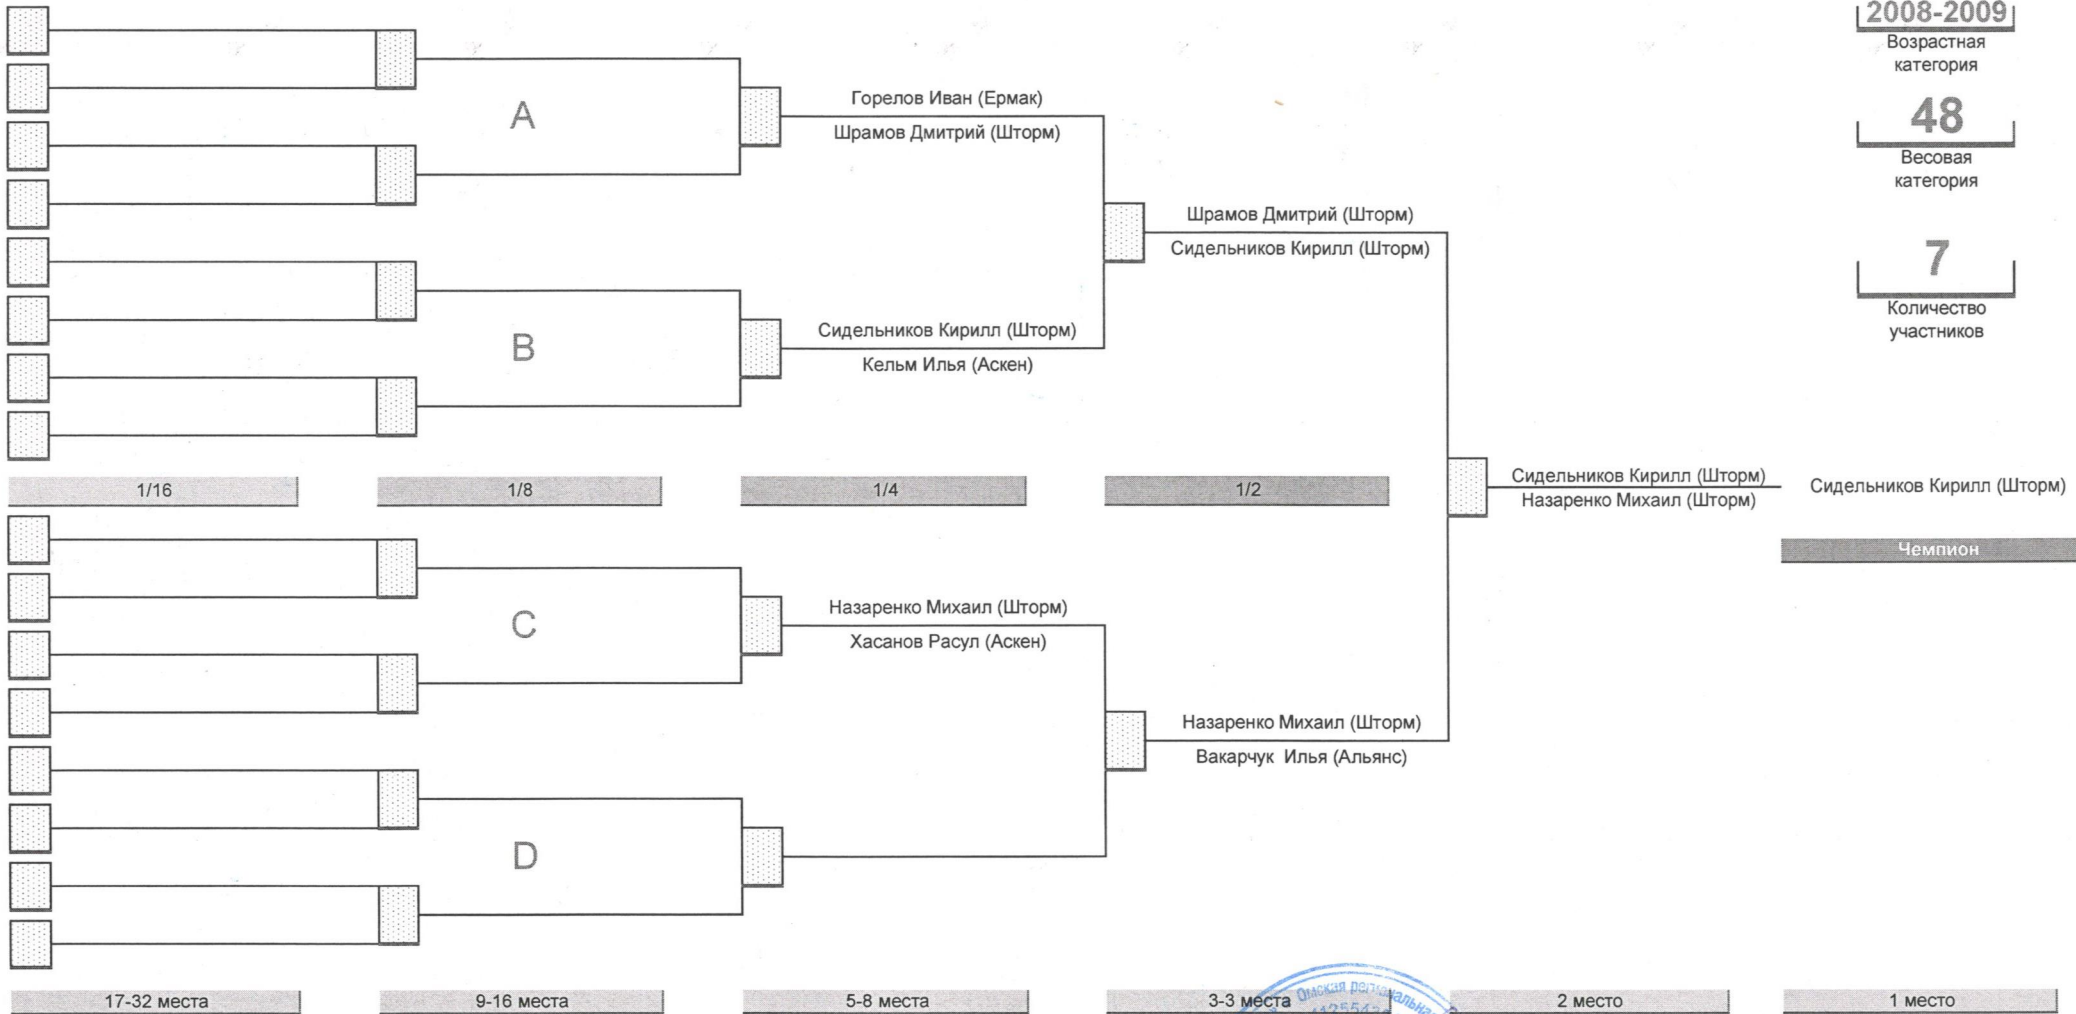 2008-2009
Возрастная
категория
48
Весовая
категория
7
Количество
участников
A
Горелов Иван (Ермак)
Шрамов Дмитрий (Шторм)
Шрамов Дмитрий (Шторм)
Сидельников Кирилл (Шторм)
B
Сидельников Кирилл (Шторм)
Кельм Илья (Аскен)
1/16
1/8
1/4
1/2
Сидельников Кирилл (Шторм)
Назаренко Михаил (Шторм)
Сидельников Кирилл (Шторм)
Чемпион
C
Назаренко Михаил (Шторм)
Хасанов Расул (Аскен)
Назаренко Михаил (Шторм)
Вакарчук Илья (Альянс)
D
17-32 места
9-16 места
5-8 места
3-3 места
2 место
1 место
Омская